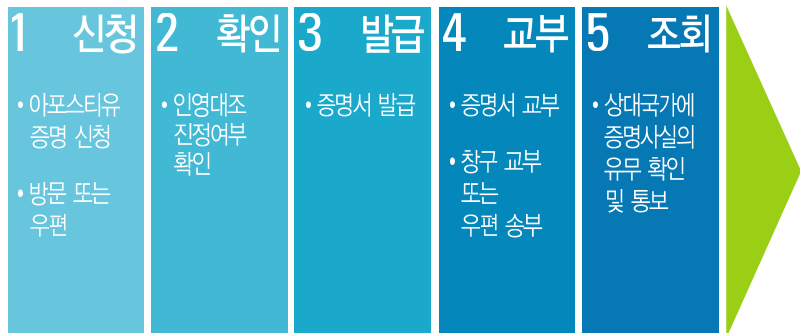 1 신청
• 아포스티유
증명 신청
• 방문 또는
우편
2 확인
• 인영대조
진정여부
확인
3 발급
• 증명서 발급
4 교부
• 증명서 교부
• 창구 교부
또는
우편 송부
5 조회
• 상대국가에
증명사실의
유무 확인
및 통보